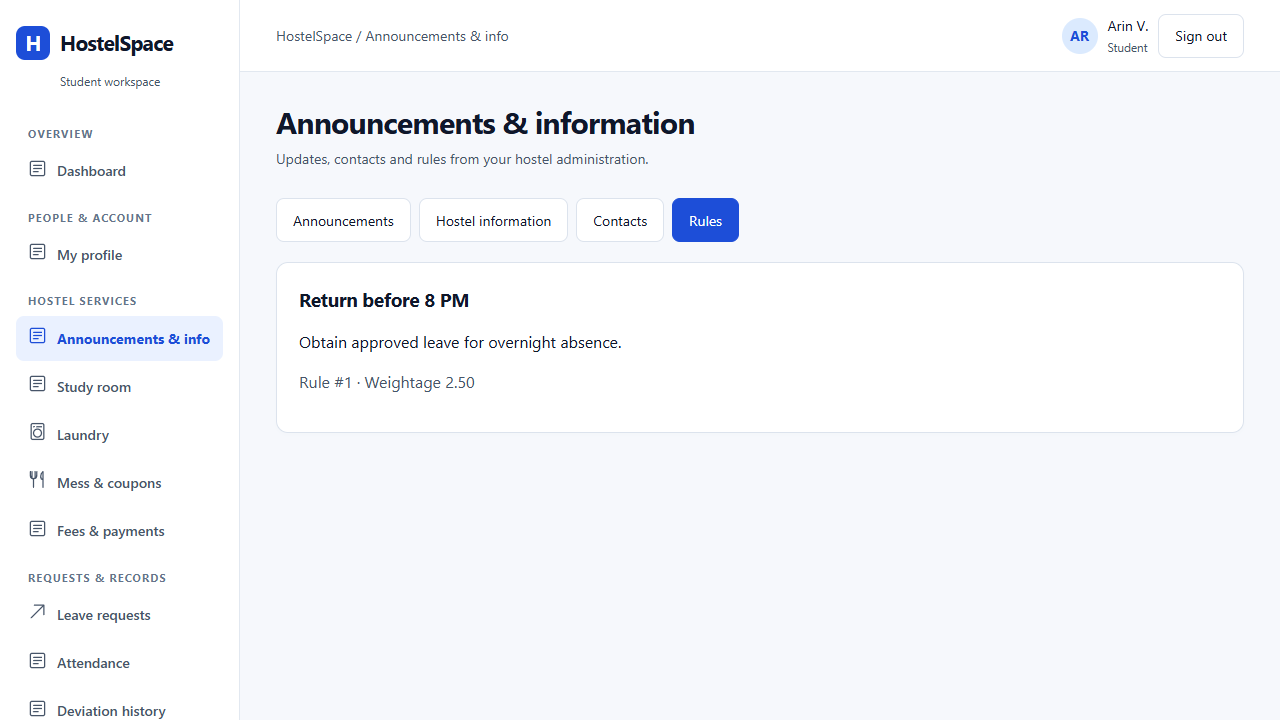 H HostelSpace
Student workspace
OVERVIEW
Dashboard
PEOPLE & ACCOUNT
My profile
HOSTEL SERVICES
Announcements & info
Study room
Laundry
Mess & coupons
Fees & payments
REQUESTS & RECORDS
Leave requests
Attendance
Deviation history
HostelSpace / Announcements & info
AR
Arin V.
Student
Sign out
Announcements & information
Updates, contacts and rules from your hostel administration.
Announcements
Hostel information
Contacts
Rules
Return before 8 PM
Obtain approved leave for overnight absence.
Rule #1 · Weightage 2.50